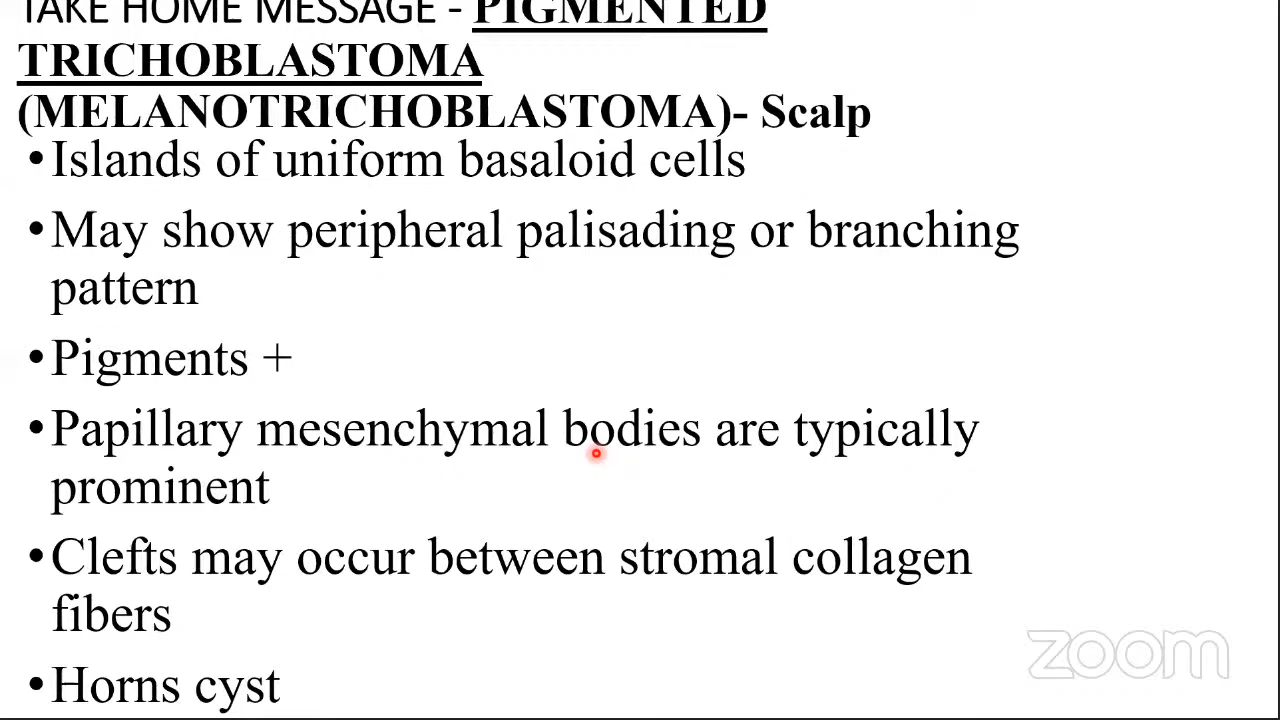 TAKE HOME MESSAGE - PIGMENTED
TRICHOBLASTOMA
(MELANOTRICHOBLASTOMA)- Scalp
•Islands of uniform basaloid cells
•May show peripheral palisading or branching
pattern
•Pigments +
•Papillary mesenchymal bodies are typically
prominent
•Clefts may occur between stromal collagen
fibers
•Horns cyst
zoom